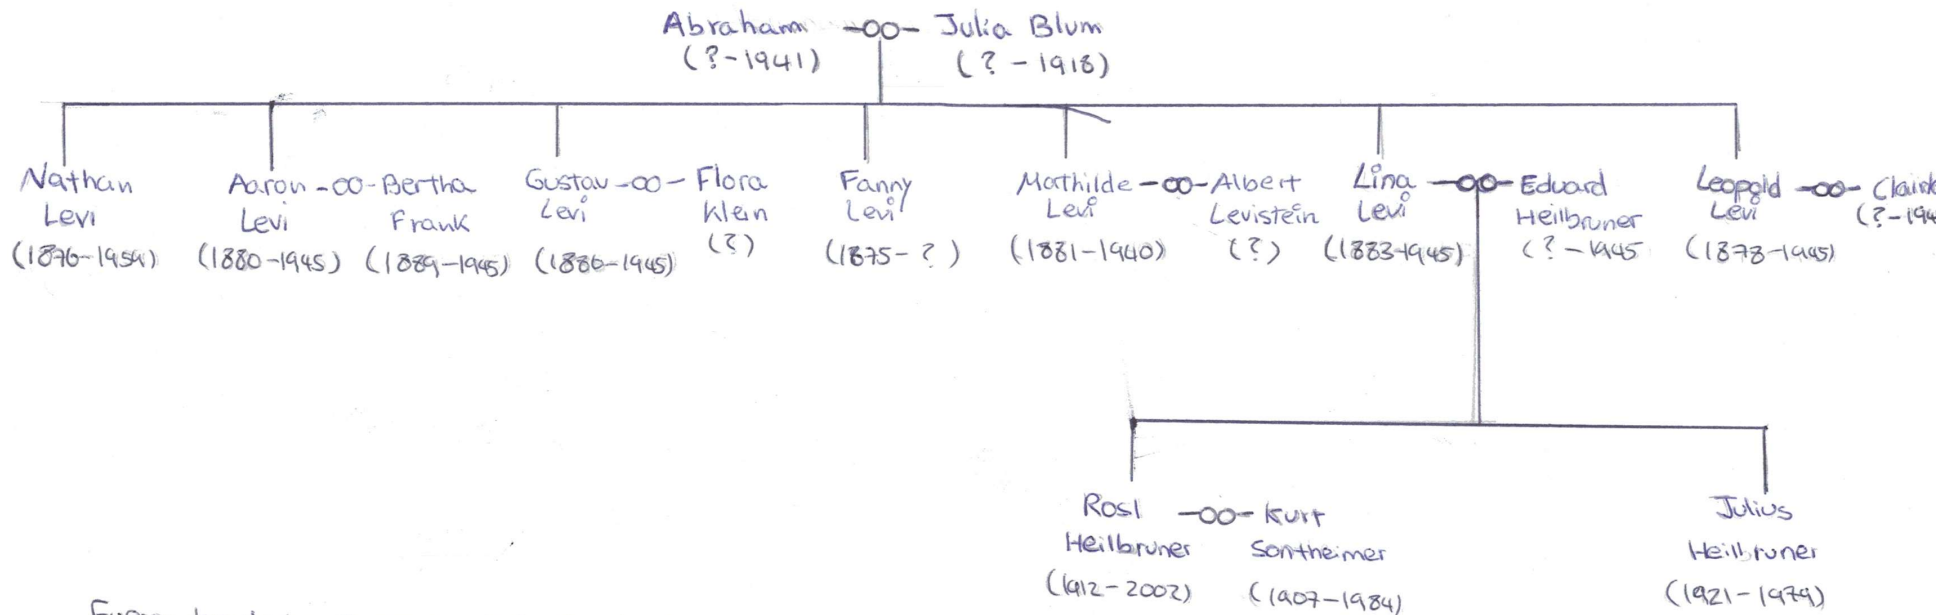 Abraham -oo- Julia Blum
(?-1941) (?-1918)
Nathan Aaron -oo- Bertha Gustav -oo- Flora Fanny Mathilde -oo- Albert Lina -oo- Eduard Leopold -oo-
Levi Levi Frank Levi Klein Levi Levi Levistein Levi Heilbruner Levi
(1876-1954) (1880-1945) (1889-1945) (1886-1945) (?) (1875-?) (1881-1940) (?) (1883-1945) (?-1945 (1878-1945)
Rosl -oo- Kurt Julius
Heilbruner Sontheimer Heilbruner
(1912-2002) (1907-1984) (1921-1979)